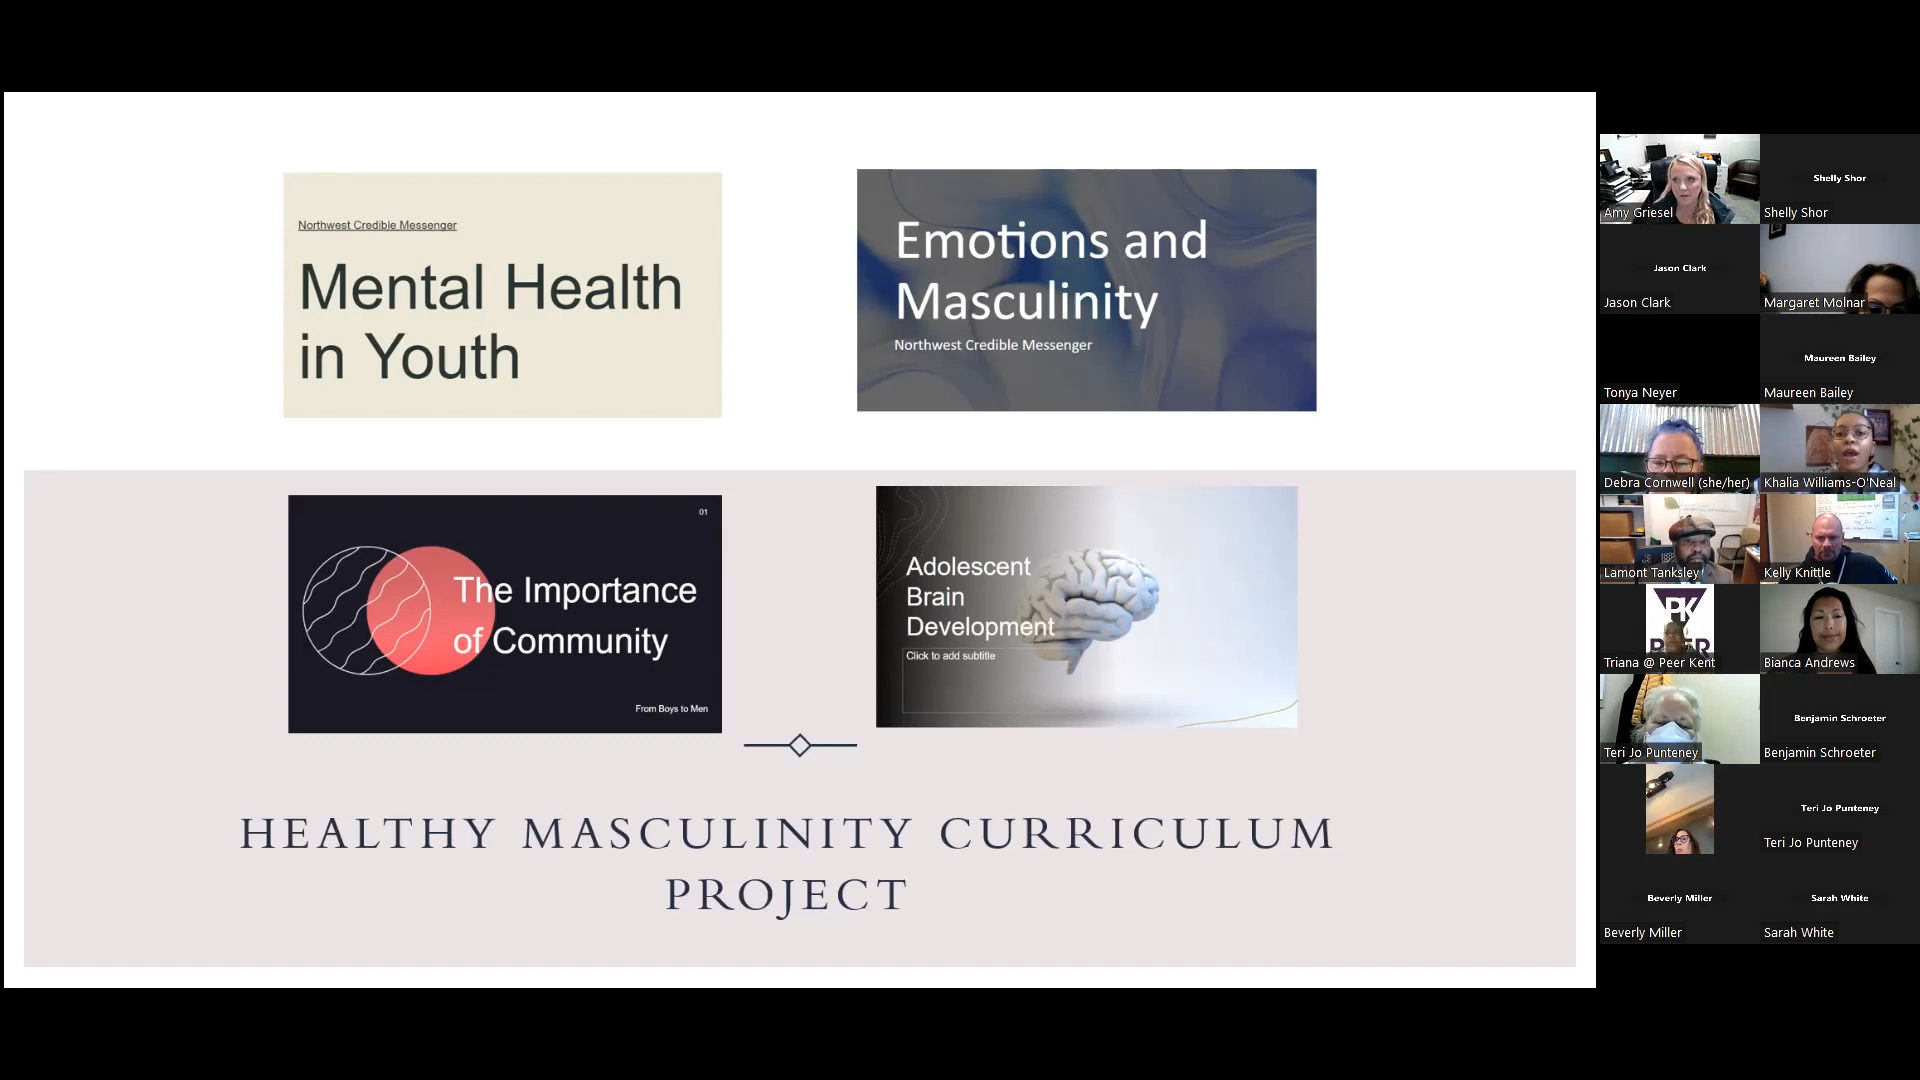 Northwest Credible Messenger
Mental Health
in Youth
Emotions and
Masculinity
Northwest Credible Messenger
01
The Importance
of Community
From Boys to Men
Adolescent
Brain
Development
Click to add subtitle
HEALTHY MASCULINITY CURRICULUM
PROJECT
Amy Griesel
Shelly Shor
Shelly Shor
Jason Clark
Jason Clark
Margaret Molnar
Tonya Neyer
Maureen Bailey
Maureen Bailey
Debra Cornwell (she/her)
Khalia Williams-O'Neal
Lamont Tanksley
Kelly Knittle
PK
Triana @ Peer Kent
Bianca Andrews
Teri Jo Punteney
Benjamin Schroeter
Benjamin Schroeter
Teri Jo Punteney
Teri Jo Punteney
Beverly Miller
Beverly Miller
Sarah White
Sarah White